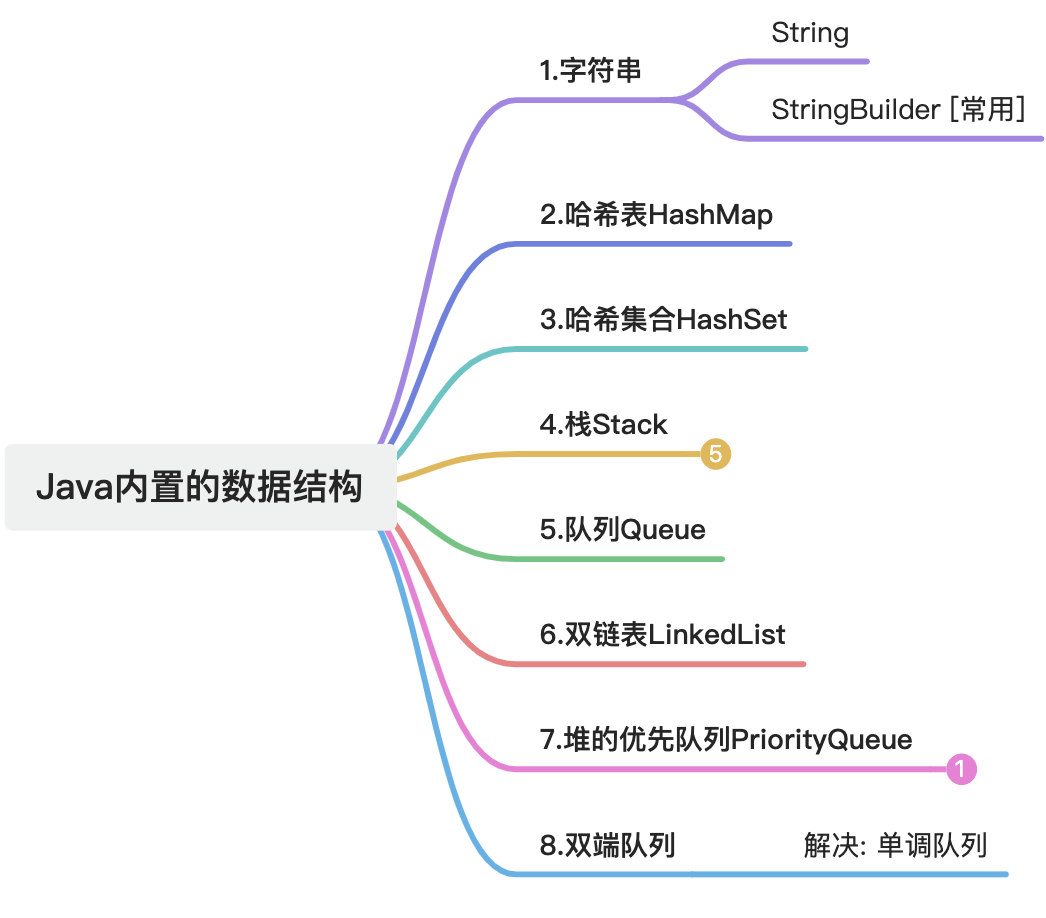 String
1.字符串
StringBuilder [常用]
2.哈希表HashMap
3.哈希集合HashSet
4.栈Stack
5
Java内置的数据结构
5.队列Queue
6.双链表LinkedList
7.堆的优先队列PriorityQueue
1
8.双端队列
解决: 单调队列